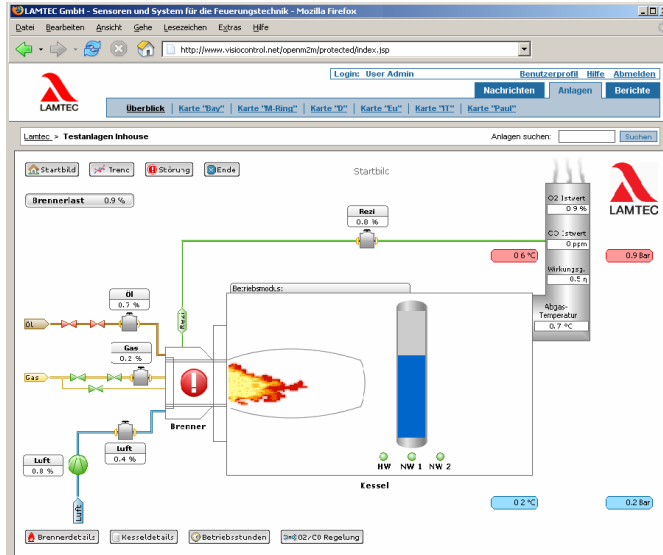 LAMTEC GmbH - Sensoren und System für die Feuerungstechnik - Mozilla Firefox
Datei Bearbeiten Ansicht Gehe Lesezeichen Extras Hilfe
http://www.visiocontrol.net/openm2m/protected/index.jsp
Login: User Admin Benutzerprofil Hilfe Abmelden
Nachrichten Anlagen Berichte
LAMTEC
Überblick | Karte "Bay" | Karte "M-Ring" | Karte "D" | Karte "Eu" | Karte "IT" | Karte "Paul"
Lamtec > Testanlagen Inhouse Anlagen suchen: Suchen
Startbild Trenc Störung Ende
Startbilc
Brennerlast 0.9 %
O2 Istwert
0 9 %
LAMTEC
Rezi
0.8 %
CO Istwert
0 ppm
0 6 °C
0.9 Bar
Wirkungsg.
0.5 η
Betriebsmodus:
Abgas-
Temperatur
0.7 °C
Öl
0.7 %
Öl
Rezi
Gas
0.2 %
Gas
Brenner
Luft
0.4 %
Luft
0.8 %
HW NW 1 NW 2
Kessel
Luft
0 2 °C
0.2 Bar
Brennerdetails Kesseldetails Betriebsstunden O2/CO Regelung